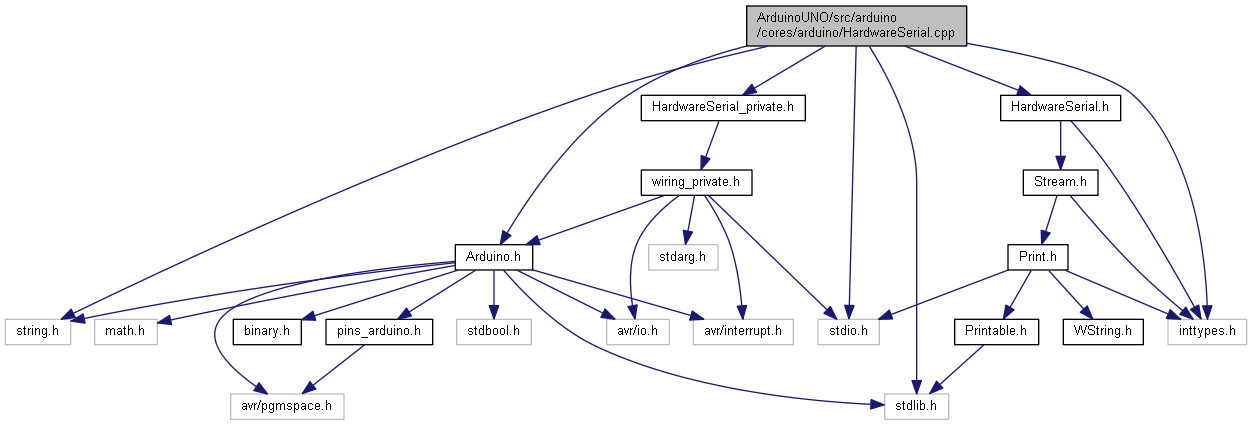 ArduinoUNO/src/arduino
/cores/arduino/HardwareSerial.cpp
HardwareSerial_private.h
HardwareSerial.h
wiring_private.h
Stream.h
Arduino.h
stdarg.h
Print.h
string.h
math.h
binary.h
pins_arduino.h
stdbool.h
avr/io.h
avr/interrupt.h
stdio.h
Printable.h
WString.h
inttypes.h
avr/pgmspace.h
stdlib.h